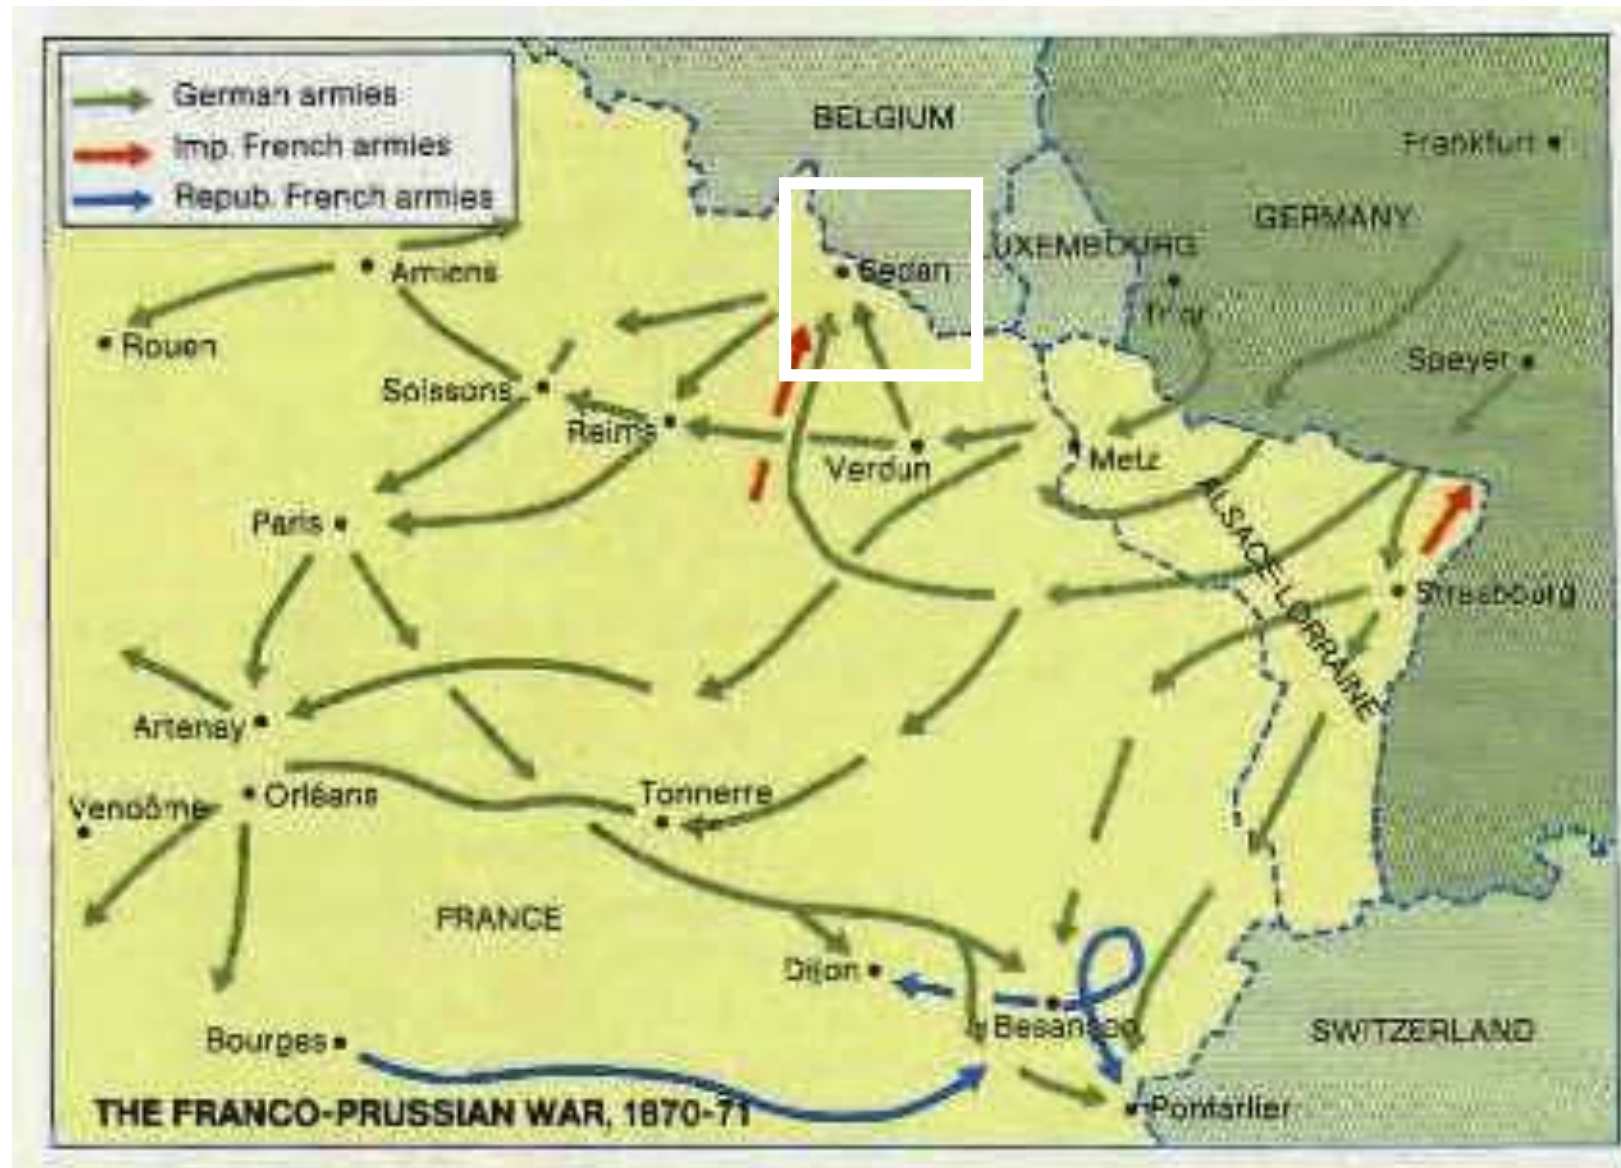 German armies
Imp. French armies
Repub. French armies
BELGIUM
Frankfurt
GERMANY
UXEMBOURG
Amiens
Sedan
Trier
Rouen
Speyer
Soissons
Reims
Verdun
Metz
Paris
ALSACE-LORRAINE
Strasbourg
Artenay
Vendôme
Orléans
Tonnerre
FRANCE
Dijon
Besançon
Bourges
SWITZERLAND
THE FRANCO-PRUSSIAN WAR, 1870-71
Pontarlier